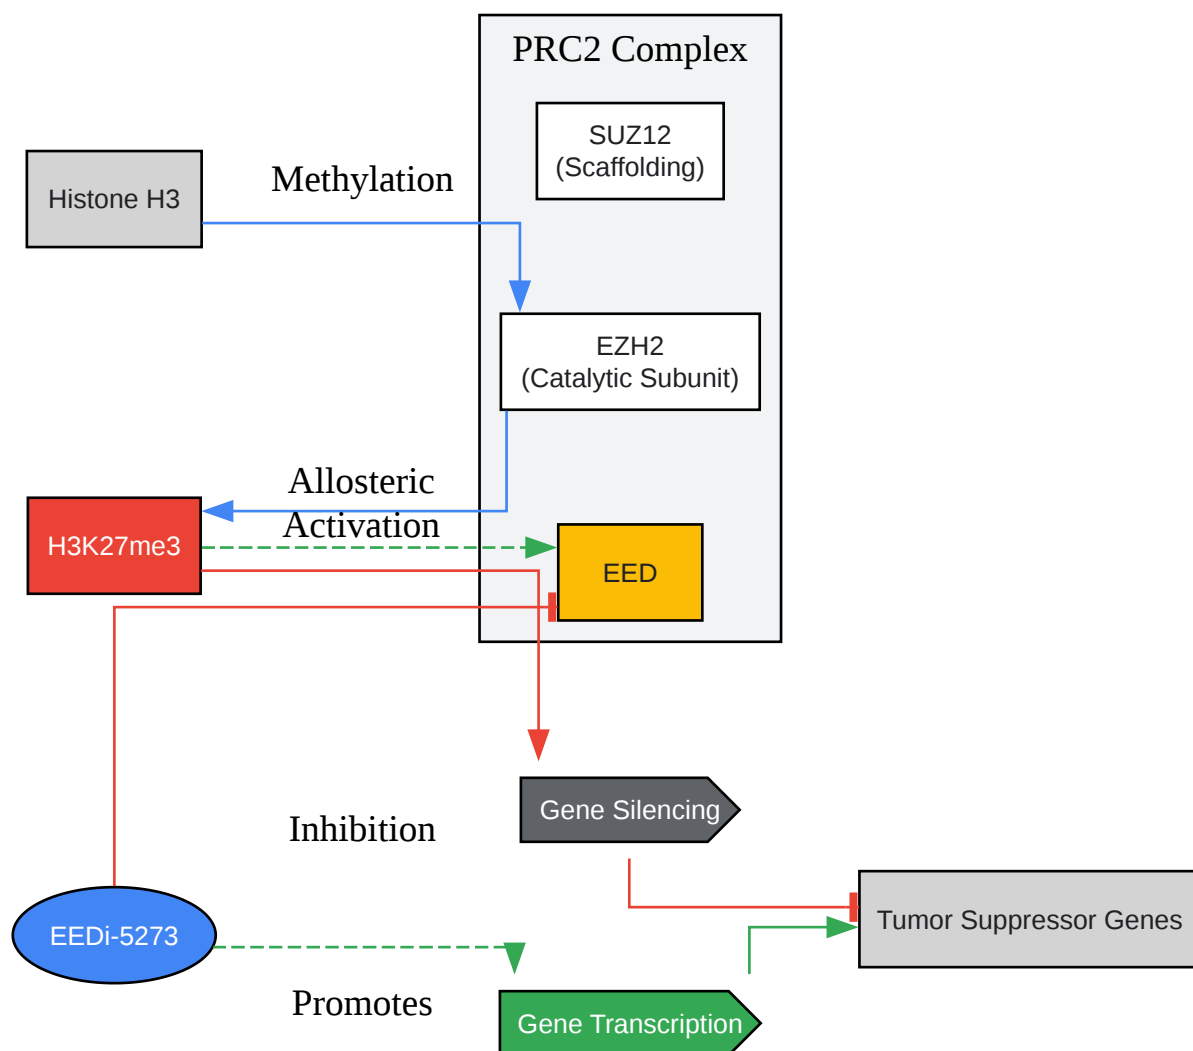 PRC2 Complex
SUZ12
(Scaffolding)
Histone H3
Methylation
EZH2
(Catalytic Subunit)
Allosteric
Activation
H3K27me3
EED
Gene Silencing
Inhibition
Tumor Suppressor Genes
EEDi-5273
Promotes
Gene Transcription